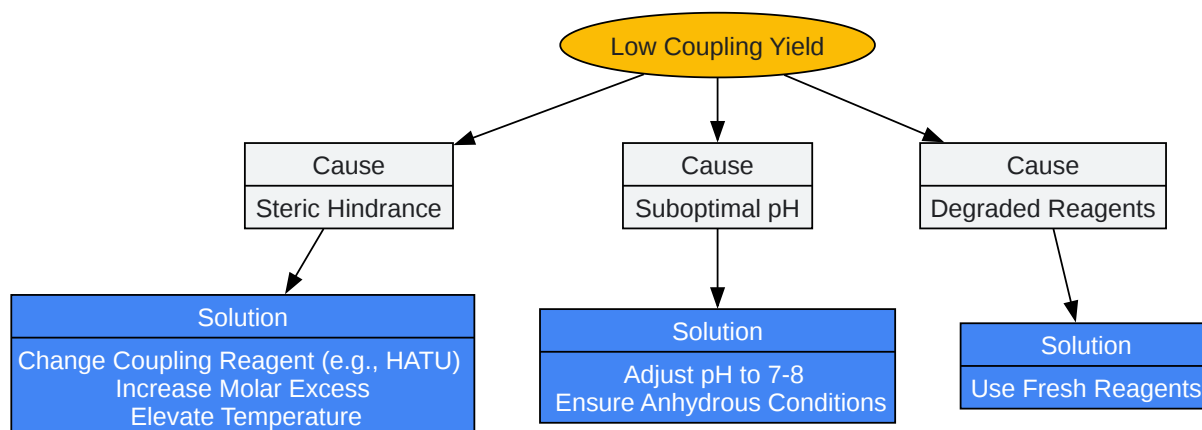 Low Coupling Yield
Cause
Steric Hindrance
Cause
Suboptimal pH
Cause
Degraded Reagents
Solution
Change Coupling Reagent (e.g., HATU)
Increase Molar Excess
Elevate Temperature
Solution
Adjust pH to 7-8
Ensure Anhydrous Conditions
Solution
Use Fresh Reagents